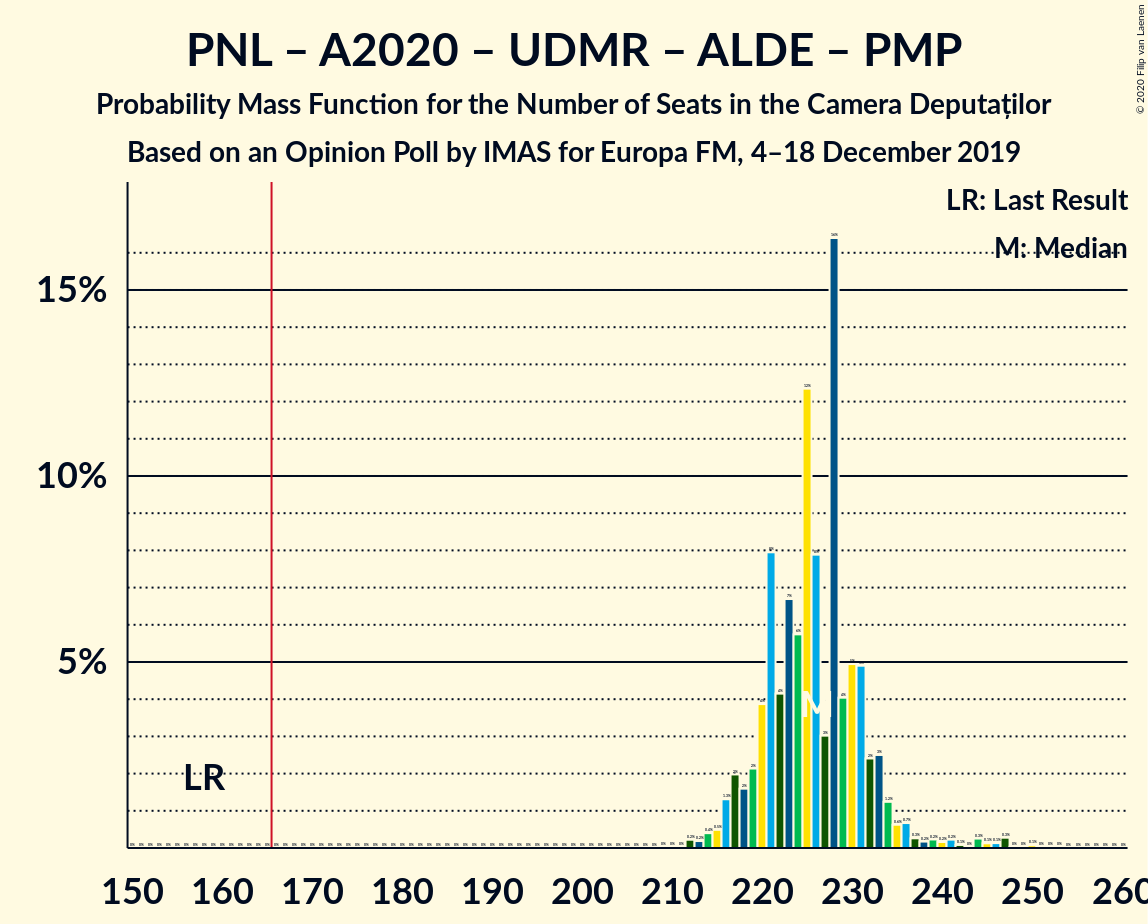 PNL – A2020 – UDMR – ALDE – PMP
Probability Mass Function for the Number of Seats in the Camera Deputaților
Based on an Opinion Poll by IMAS for Europa FM, 4–18 December 2019
© 2020 Filip van Laenen
LR: Last Result
M: Median
15%
10%
5%
LR
M
150 160 170 180 190 200 210 220 230 240 250 260